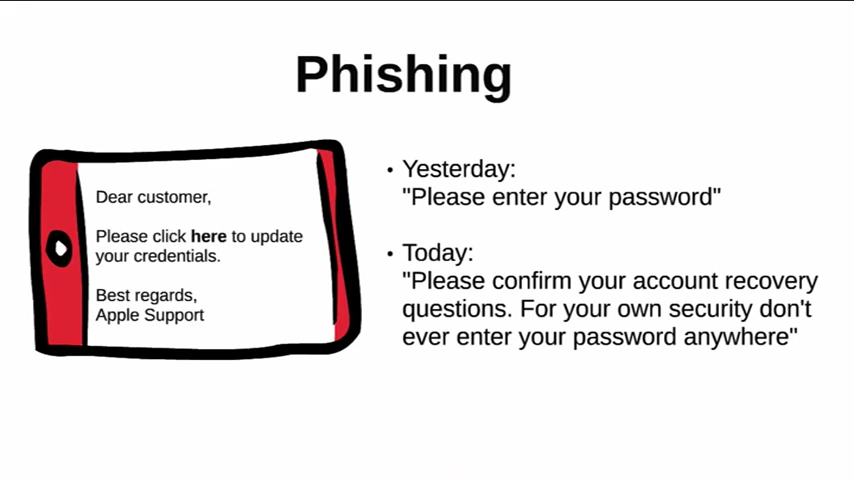 Phishing
Dear customer,
Please click here to update
your credentials.
Best regards,
Apple Support
• Yesterday:
"Please enter your password"
• Today:
"Please confirm your account recovery
questions. For your own security don't
ever enter your password anywhere"